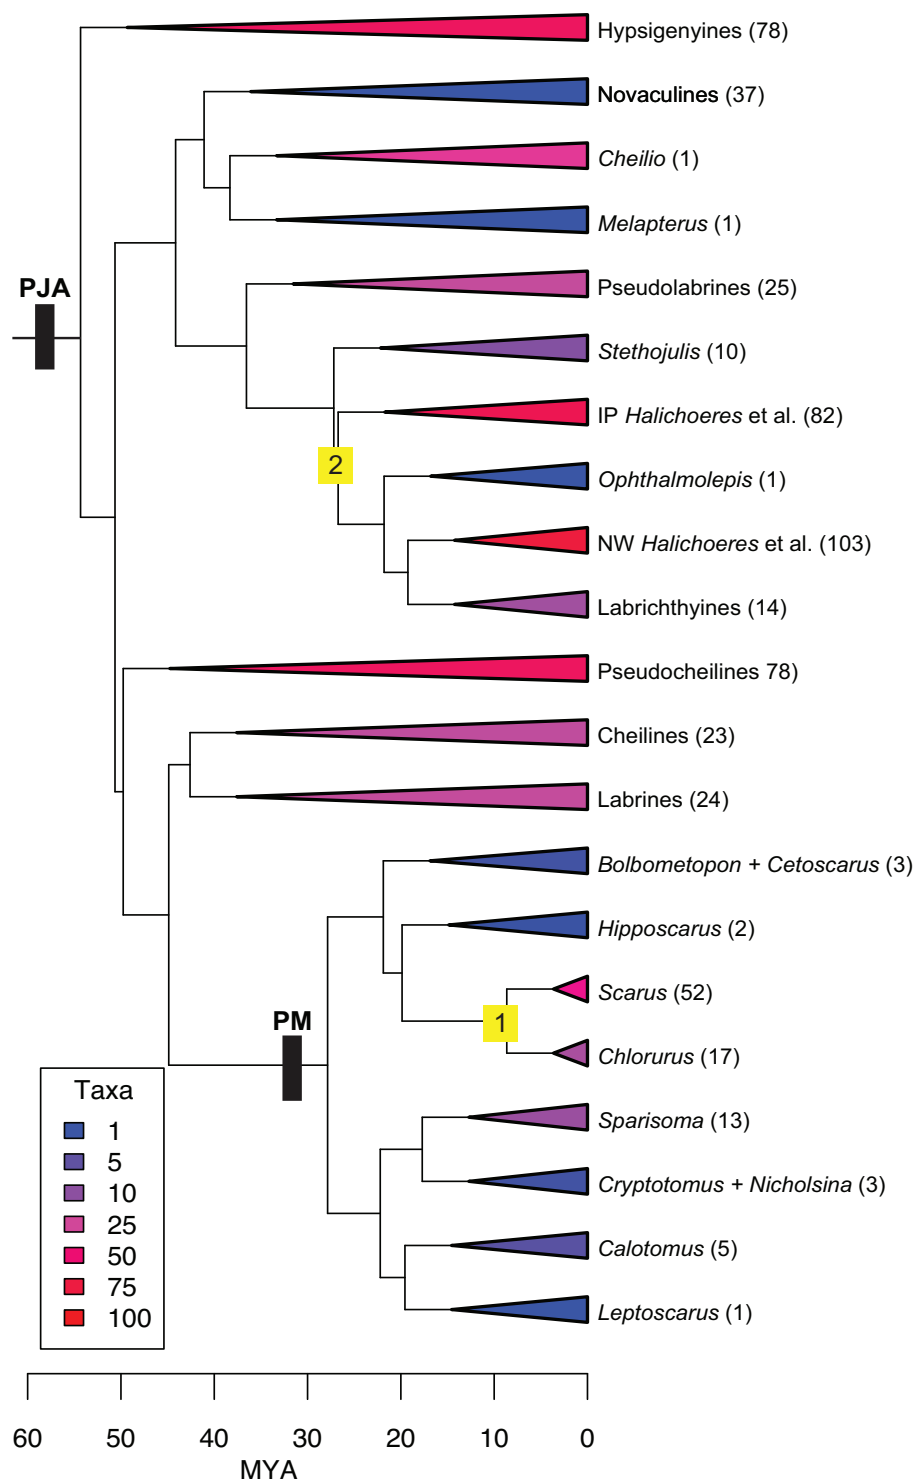 Hypsigenyines (78)
Novaculines (37)
Cheilio (1)
Melapterus (1)
PJA
Pseudolabrines (25)
Stethojulis (10)
IP Halichoeres et al. (82)
2
Ophthalmolepis (1)
NW Halichoeres et al. (103)
Labrichthyines (14)
Pseudocheilines 78)
Cheilines (23)
Labrines (24)
Bolbometopon + Cetoscarus (3)
Hipposcarus (2)
Scarus (52)
PM
1
Chlorurus (17)
Taxa
1
5
10
25
50
75
100
Sparisoma (13)
Cryptotomus + Nicholsina (3)
Calotomus (5)
Leptoscarus (1)
60 50 40 30 20 10 0
MYA